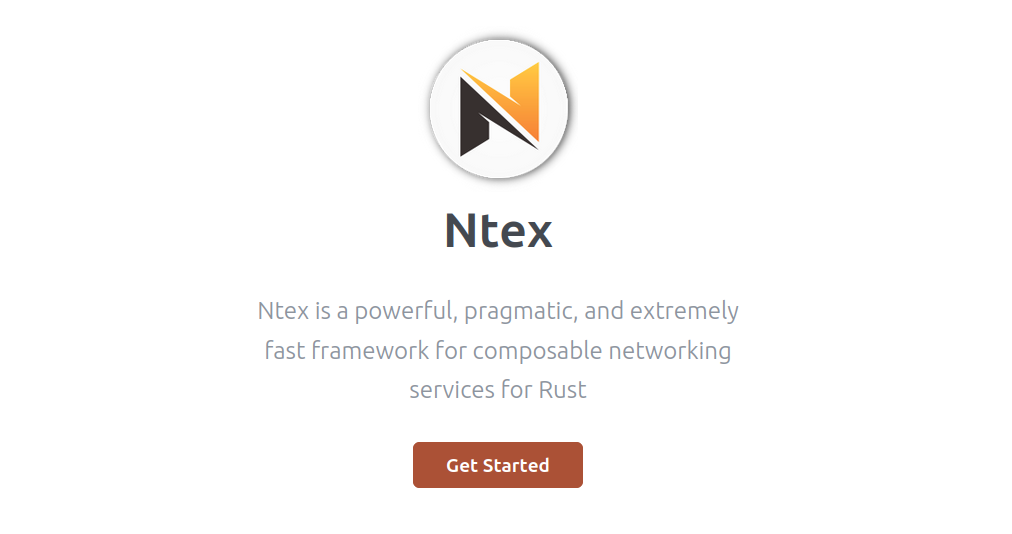 Ntex
Ntex is a powerful, pragmatic, and extremely
fast framework for composable networking
services for Rust
Get Started